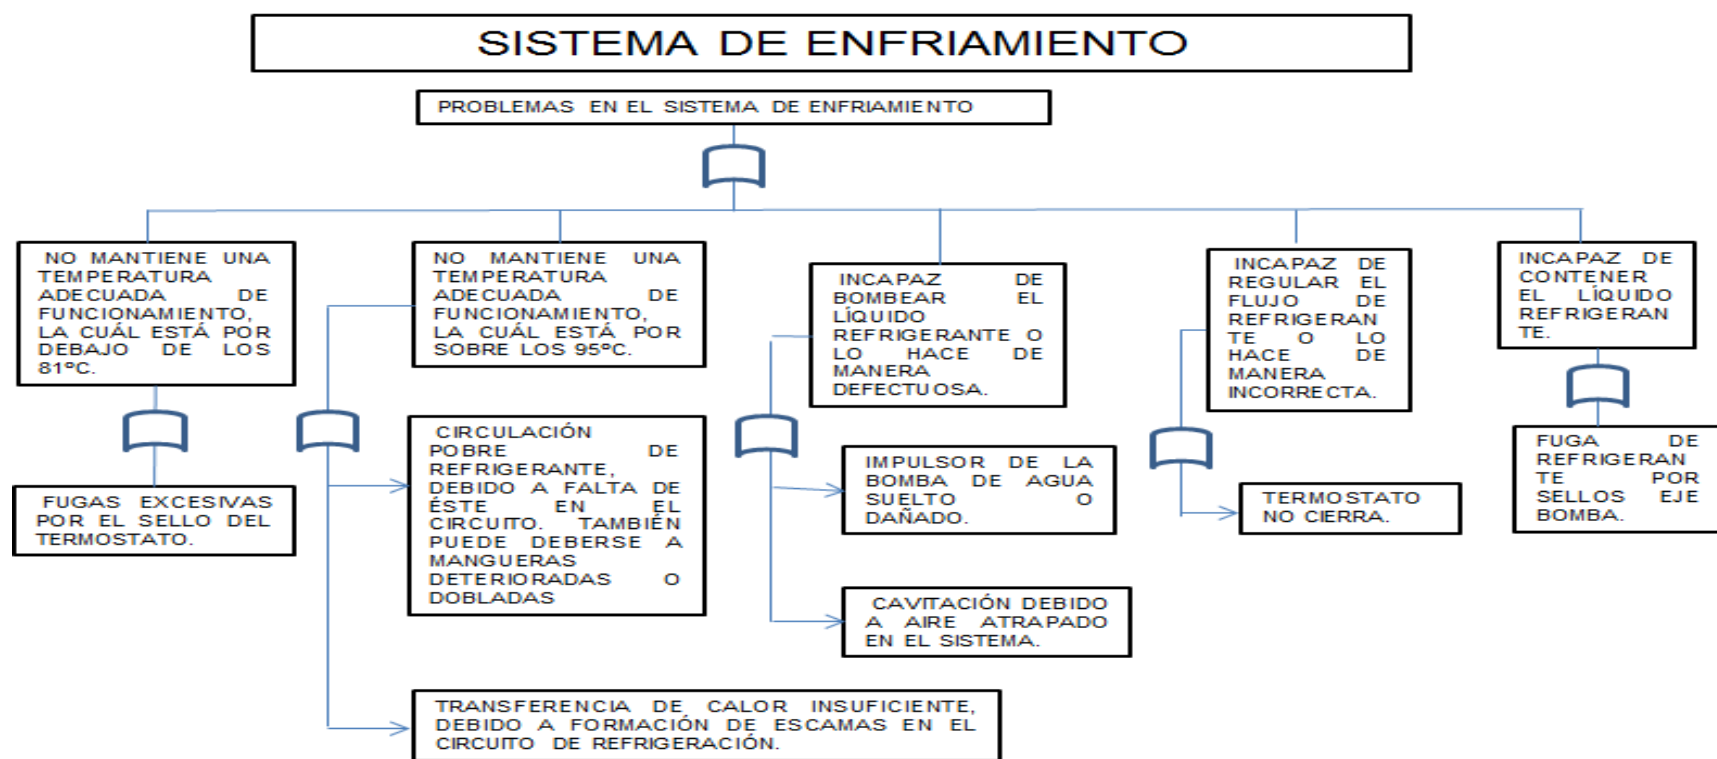 SISTEMA DE ENFRIAMIENTO
PROBLEMAS EN EL SISTEMA DE ENFRIAMIENTO
NO MANTIENE UNA
TEMPERATURA
ADECUADA DE
FUNCIONAMIENTO,
LA CUÁL ESTÁ POR
DEBAJO DE LOS
81ºC.
NO MANTIENE UNA
TEMPERATURA
ADECUADA DE
FUNCIONAMIENTO,
LA CUÁL ESTÁ POR
SOBRE LOS 95ºC.
INCAPAZ DE
BOMBEAR EL
LÍQUIDO
REFRIGERANTE O
LO HACE DE
MANERA
DEFECTUOSA.
INCAPAZ DE
REGULAR EL
FLUJO DE
REFRIGERAN
TE O LO
HACE DE
MANERA
INCORRECTA.
INCAPAZ DE
CONTENER
EL LÍQUIDO
REFRIGERAN
TE.
FUGAS EXCESIVAS
POR EL SELLO DEL
TERMOSTATO.
CIRCULACIÓN
POBRE DE
REFRIGERANTE,
DEBIDO A FALTA DE
ÉSTE EN EL
CIRCUITO. TAMBIÉN
PUEDE DEBERSE A
MANGUERAS
DETERIORADAS O
DOBLADAS
IMPULSOR DE LA
BOMBA DE AGUA
SUELTO O
DAÑADO.
TERMOSTATO
NO CIERRA.
FUGA DE
REFRIGERAN
TE POR
SELLOS EJE
BOMBA.
CAVITACIÓN DEBIDO
A AIRE ATRAPADO
EN EL SISTEMA.
TRANSFERENCIA DE CALOR INSUFICIENTE,
DEBIDO A FORMACIÓN DE ESCAMAS EN EL
CIRCUITO DE REFRIGERACIÓN.